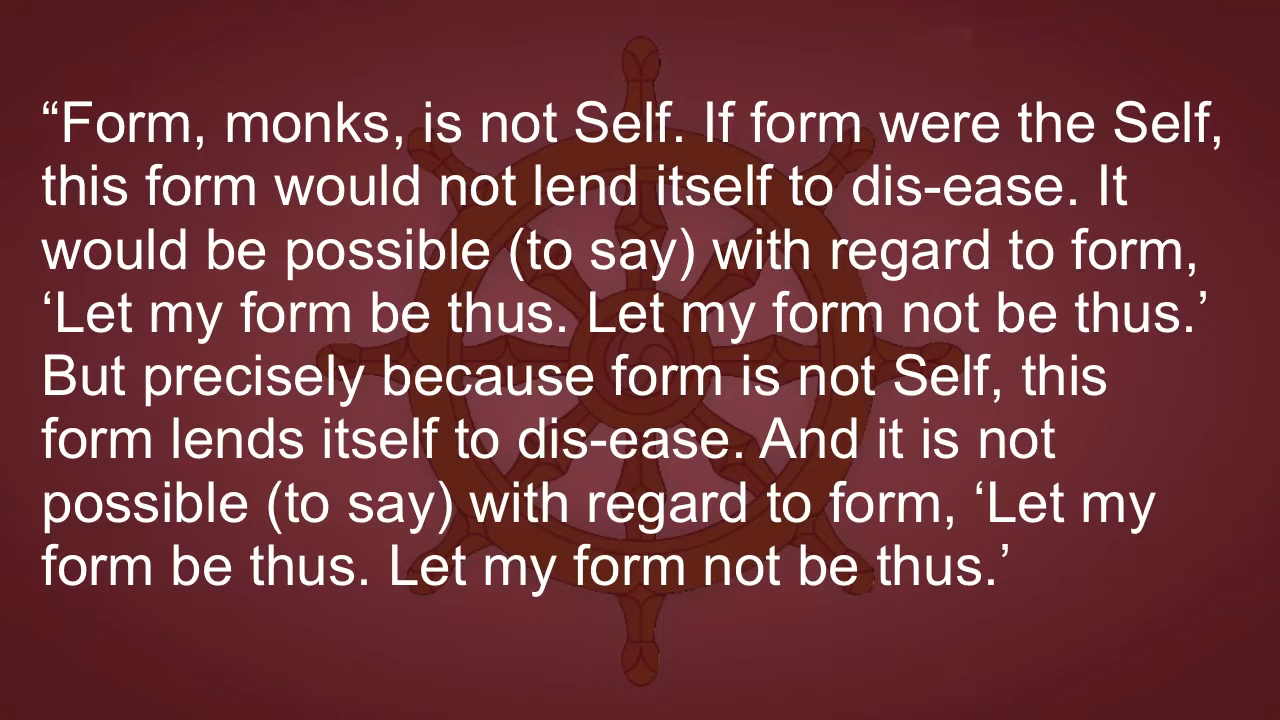 “Form, monks, is not Self. If form were the Self,
this form would not lend itself to dis-ease. It
would be possible (to say) with regard to form,
‘Let my form be thus. Let my form not be thus.’
But precisely because form is not Self, this
form lends itself to dis-ease. And it is not
possible (to say) with regard to form, ‘Let my
form be thus. Let my form not be thus.’